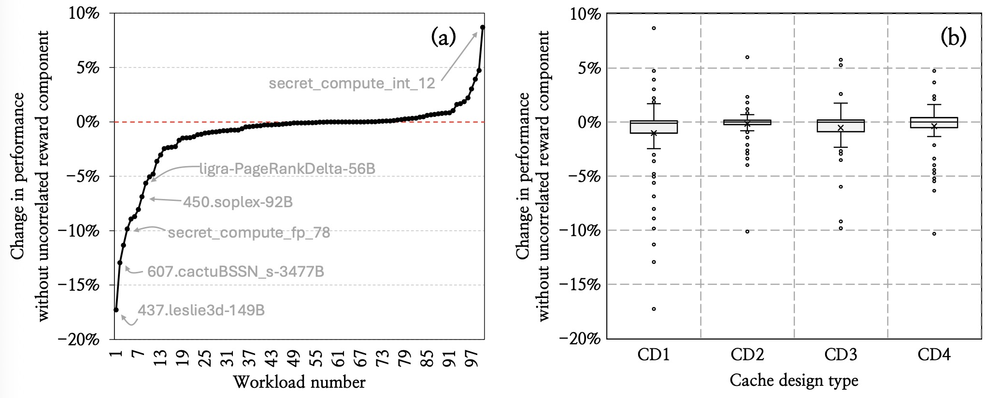 (a)
Change in performance
without uncorrelated reward component
10%
5%
0%
−5%
−10%
−15%
−20%
secret_compute_int_12
ligra-PageRankDelta-56B
450.soplex-92B
secret_compute_fp_78
607.cactuBSSN_s-3477B
437.leslie3d-149B
1 7 13 19 25 31 37 43 49 55 61 67 73 79 85 91 97
Workload number
(b)
Change in performance
without uncorrelated reward component
10%
5%
0%
−5%
−10%
−15%
−20%
CD1 CD2 CD3 CD4
Cache design type